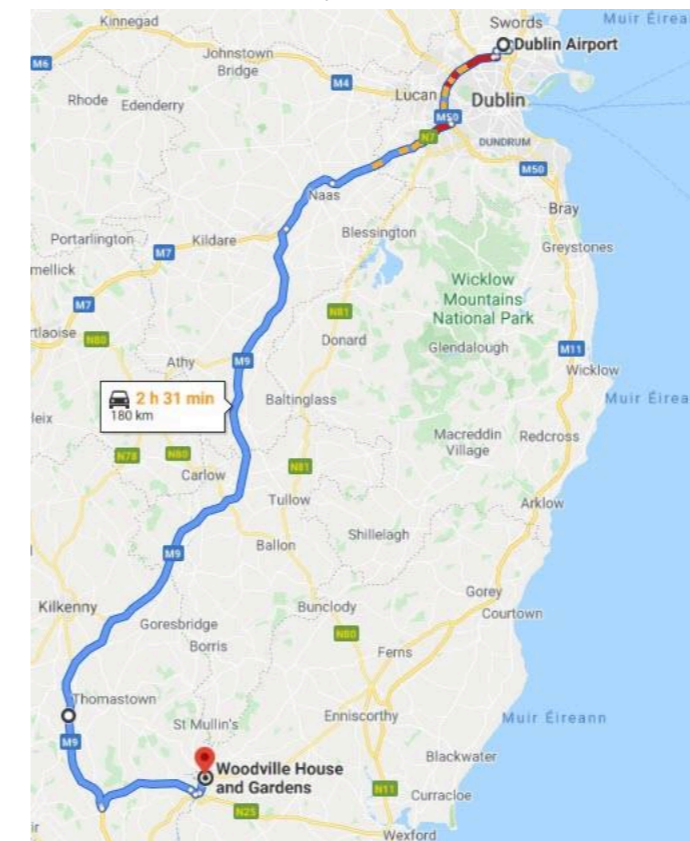 Kinnegad
Swords
Muir Éirea
Dublin Airport
Johnstown
Bridge
M6
M4
Rhode
Edenderry
Lucan
Dublin
M50
N7
DUNDRUM
M50
Naas
Bray
Portarlington
Kildare
Blessington
Greystones
M7
mellick
Wicklow
Mountains
National Park
M7
N81
rtlaoise
N80
Donard
Glendalough
M11
Athy
M9
Wicklow
2 h 31 min
180 km
Baltinglass
Muir Éirea
leix
Macreddin
Village
Redcross
N78
N80
N81
Carlow
Tullow
Arklow
Shillelagh
Ballon
M9
Gorey
Kilkenny
Bunclody
Courtown
Goresbridge
N80
Borris
Ferns
Thomastown
St Mullin's
Enniscorthy
Muir Éireann
M9
Blackwater
Woodville House
and Gardens
N11
Curracloe
N25
ir
Wexford